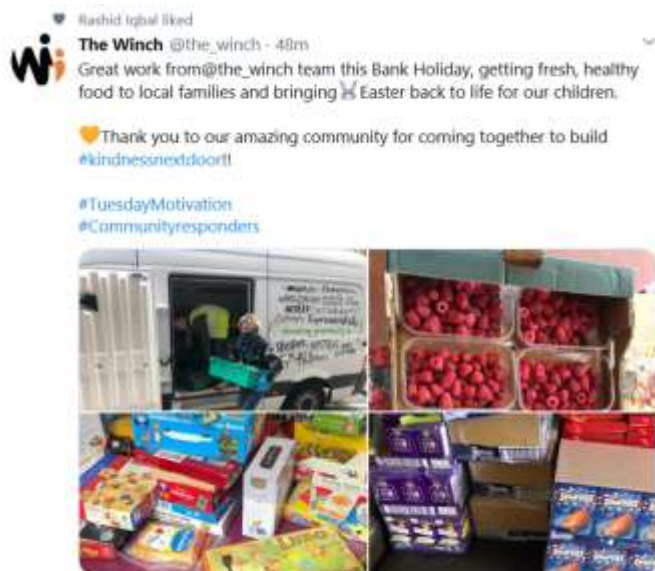 Rashid Iqbal liked
The Winch @the_winch · 48m
Great work from@the_winch team this Bank Holiday, getting fresh, healthy
food to local families and bringing🐰Easter back to life for our children.
🧡Thank you to our amazing community for coming together to build
#kindnessnextdoor!!
#TuesdayMotivation
#Communityresponders